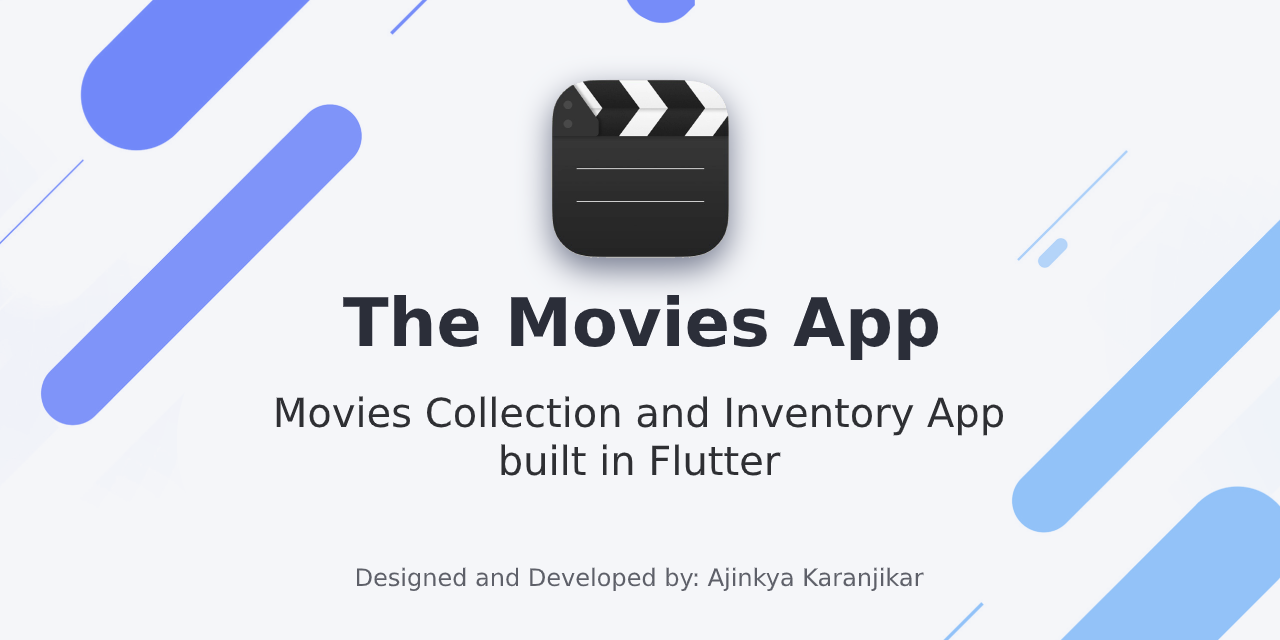 The Movies App
Movies Collection and Inventory App
built in Flutter
Designed and Developed by: Ajinkya Karanjikar